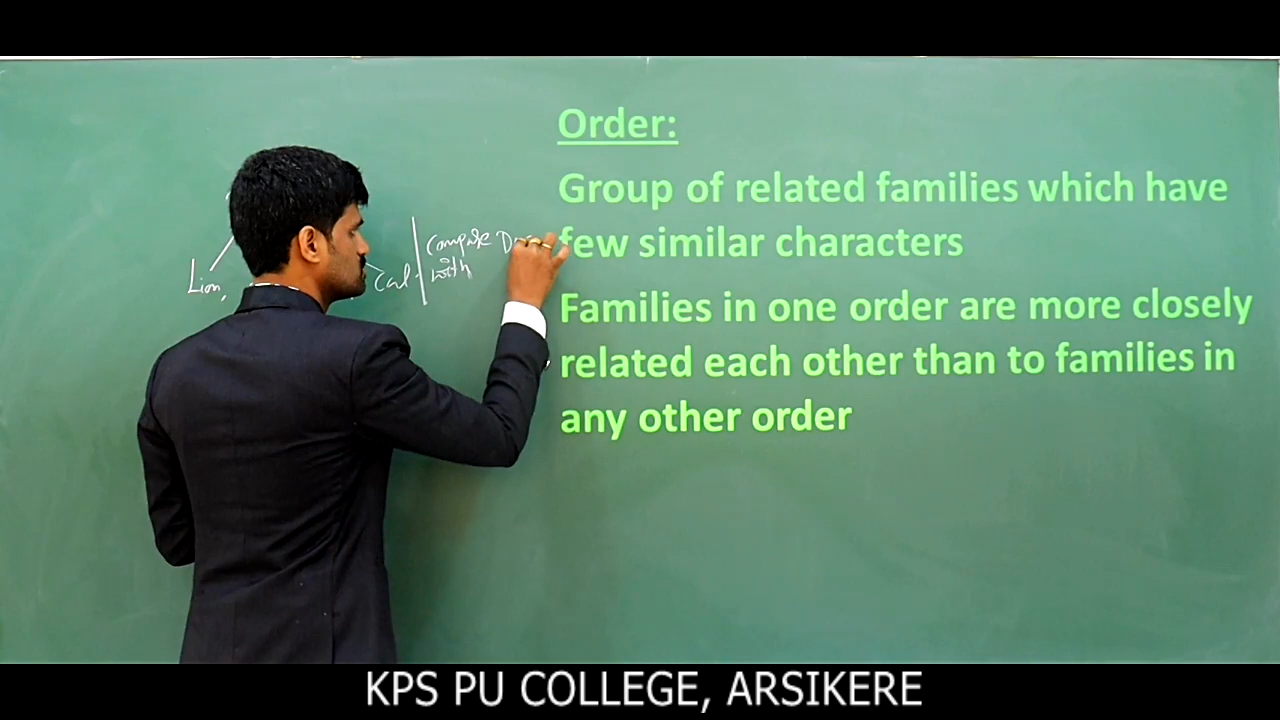 Order:
Group of related families which have
few similar characters
Families in one order are more closely
related each other than to families in
any other order
Lion,
Cat
Compare
with
KPS PU COLLEGE, ARSIKERE